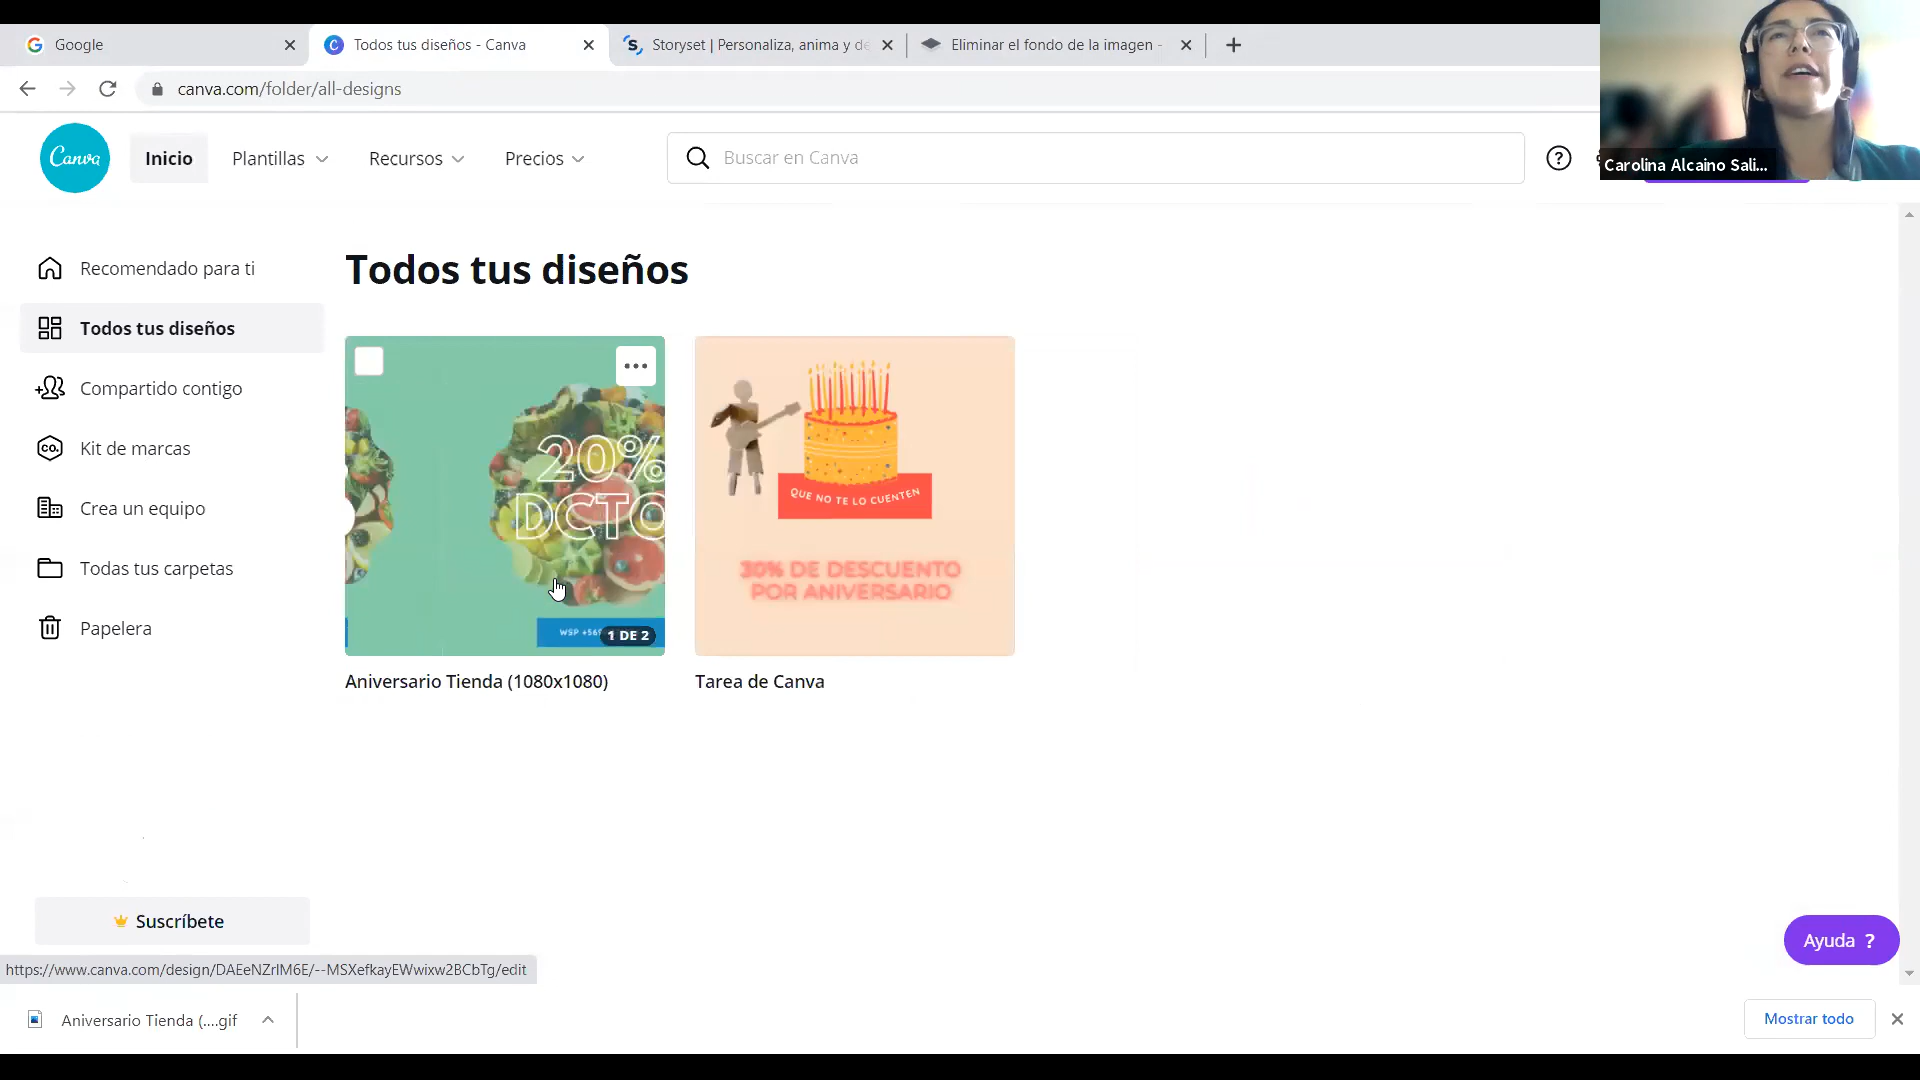 Google
Todos tus diseños - Canva
Storyset | Personaliza, anima y de
Eliminar el fondo de la imagen -
canva.com/folder/all-designs
Canva
Inicio
Plantillas
Recursos
Precios
Buscar en Canva
Carolina Alcaino Sali...
Recomendado para ti
Todos tus diseños
Compartido contigo
Kit de marcas
Crea un equipo
Todas tus carpetas
Papelera
Suscríbete
Todos tus diseños
20%
DCTO
WSP +569
1 DE 2
Aniversario Tienda (1080x1080)
QUE NO TE LO CUENTEN
30% DE DESCUENTO
POR ANIVERSARIO
Tarea de Canva
Ayuda ?
https://www.canva.com/design/DAEeNZrIM6E/--MSXefkayEWwixw2BCbTg/edit
Aniversario Tienda (....gif
Mostrar todo